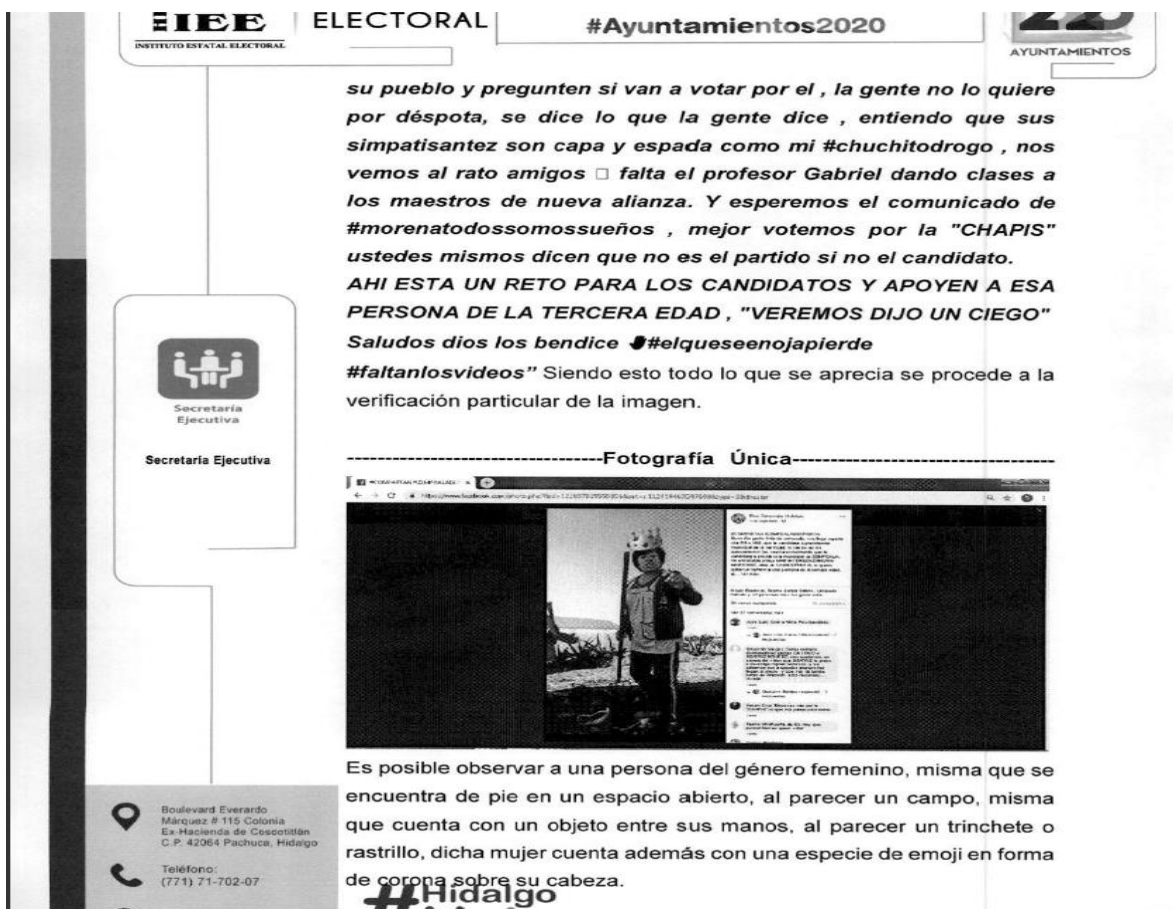 IEE
INSTITUTO ESTATAL ELECTORAL
ELECTORAL
#Ayuntamientos2020
AYUNTAMIENTOS
su pueblo y pregunten si van a votar por el , la gente no lo quiere
por déspota, se dice lo que la gente dice , entiendo que sus
simpatisantez son capa y espada como mi #chuchitodrogo , nos
vemos al rato amigos □ falta el profesor Gabriel dando clases a
los maestros de nueva alianza. Y esperemos el comunicado de
#morenatodossomossueños , mejor votemos por la "CHAPIS"
ustedes mismos dicen que no es el partido si no el candidato.
AHI ESTA UN RETO PARA LOS CANDIDATOS Y APOYEN A ESA
PERSONA DE LA TERCERA EDAD , "VEREMOS DIJO UN CIEGO"
Saludos dios los bendice #elqueseenojapierde
#faltanlosvideos" Siendo esto todo lo que se aprecia se procede a la
verificación particular de la imagen.
Secretaría
Ejecutiva
Secretaria Ejecutiva
--------------------------------Fotografía Única---------------------------------
Es posible observar a una persona del género femenino, misma que se
encuentra de pie en un espacio abierto, al parecer un campo, misma
que cuenta con un objeto entre sus manos, al parecer un trinchete o
rastrillo, dicha mujer cuenta además con una especie de emoji en forma
de corona sobre su cabeza.
Boulevard Everardo
Márquez # 115 Colonia
Ex-Hacienda de Coscotitlán
C.P. 42064 Pachuca, Hidalgo
Teléfono:
(771) 71-702-07
#Hidalgo